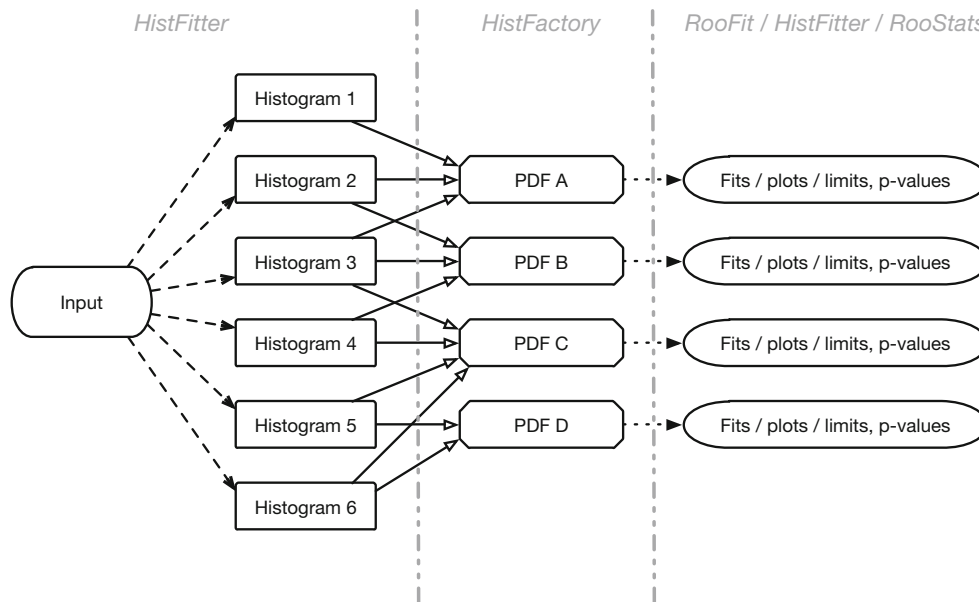 HistFitter
HistFactory
RooFit / HistFitter / RooStats
Histogram 1
Histogram 2
PDF A
Fits / plots / limits, p-values
Histogram 3
PDF B
Fits / plots / limits, p-values
Input
Histogram 4
PDF C
Fits / plots / limits, p-values
Histogram 5
PDF D
Fits / plots / limits, p-values
Histogram 6